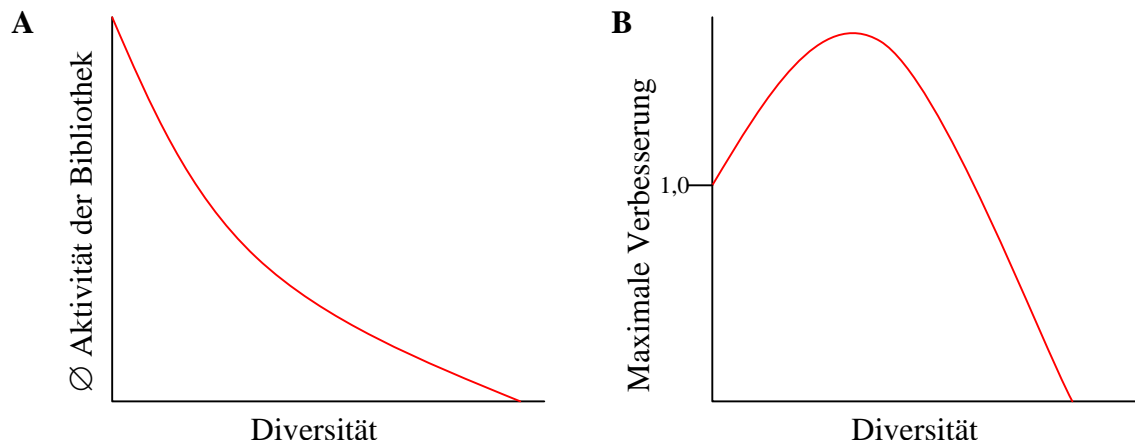 A
∅ Aktivität der Bibliothek
Diversität
B
Maximale Verbesserung
1,0
Diversität